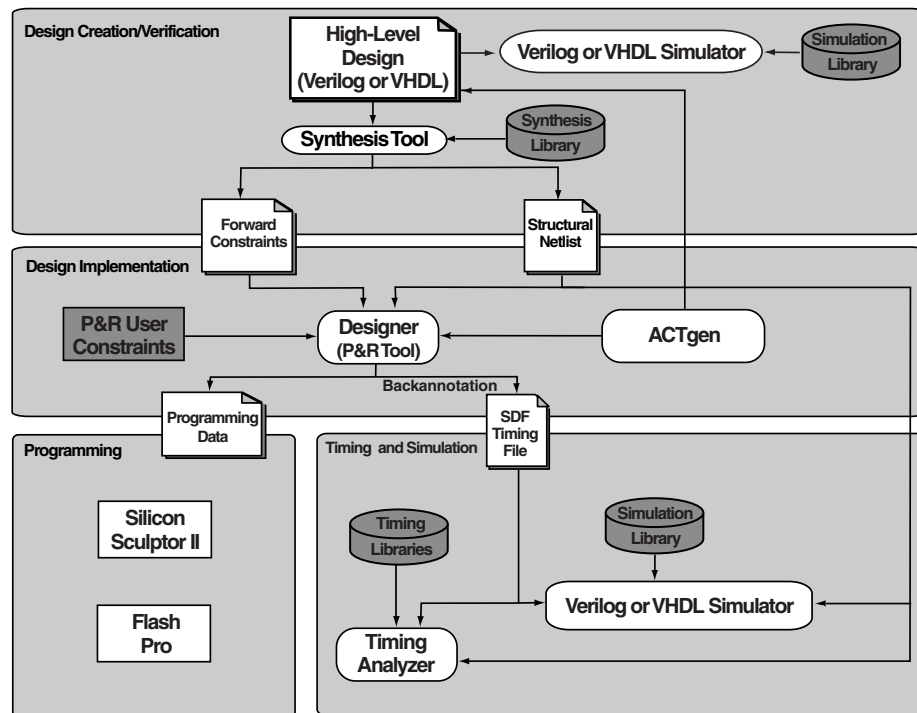 Design Creation/Verification
High-Level
Design
(Verilog or VHDL)
Verilog or VHDL Simulator
Simulation
Library
Synthesis Tool
Synthesis
Library
Forward
Constraints
Structural
Netlist
Design Implementation
P&R User
Constraints
Designer
(P&R Tool)
ACTgen
Backannotation
Programming
Data
SDF
Timing
File
Programming
Silicon
Sculptor II
Flash
Pro
Timing and Simulation
Timing
Libraries
Simulation
Library
Verilog or VHDL Simulator
Timing
Analyzer